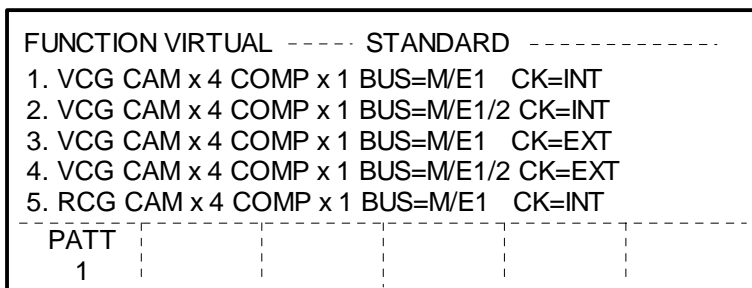 FUNCTION VIRTUAL ----- STANDARD -------------
1. VCG CAM x 4 COMP x 1 BUS=M/E1 CK=INT
2. VCG CAM x 4 COMP x 1 BUS=M/E1/2 CK=INT
3. VCG CAM x 4 COMP x 1 BUS=M/E1 CK=EXT
4. VCG CAM x 4 COMP x 1 BUS=M/E1/2 CK=EXT
5. RCG CAM x 4 COMP x 1 BUS=M/E1 CK=INT
PATT
1